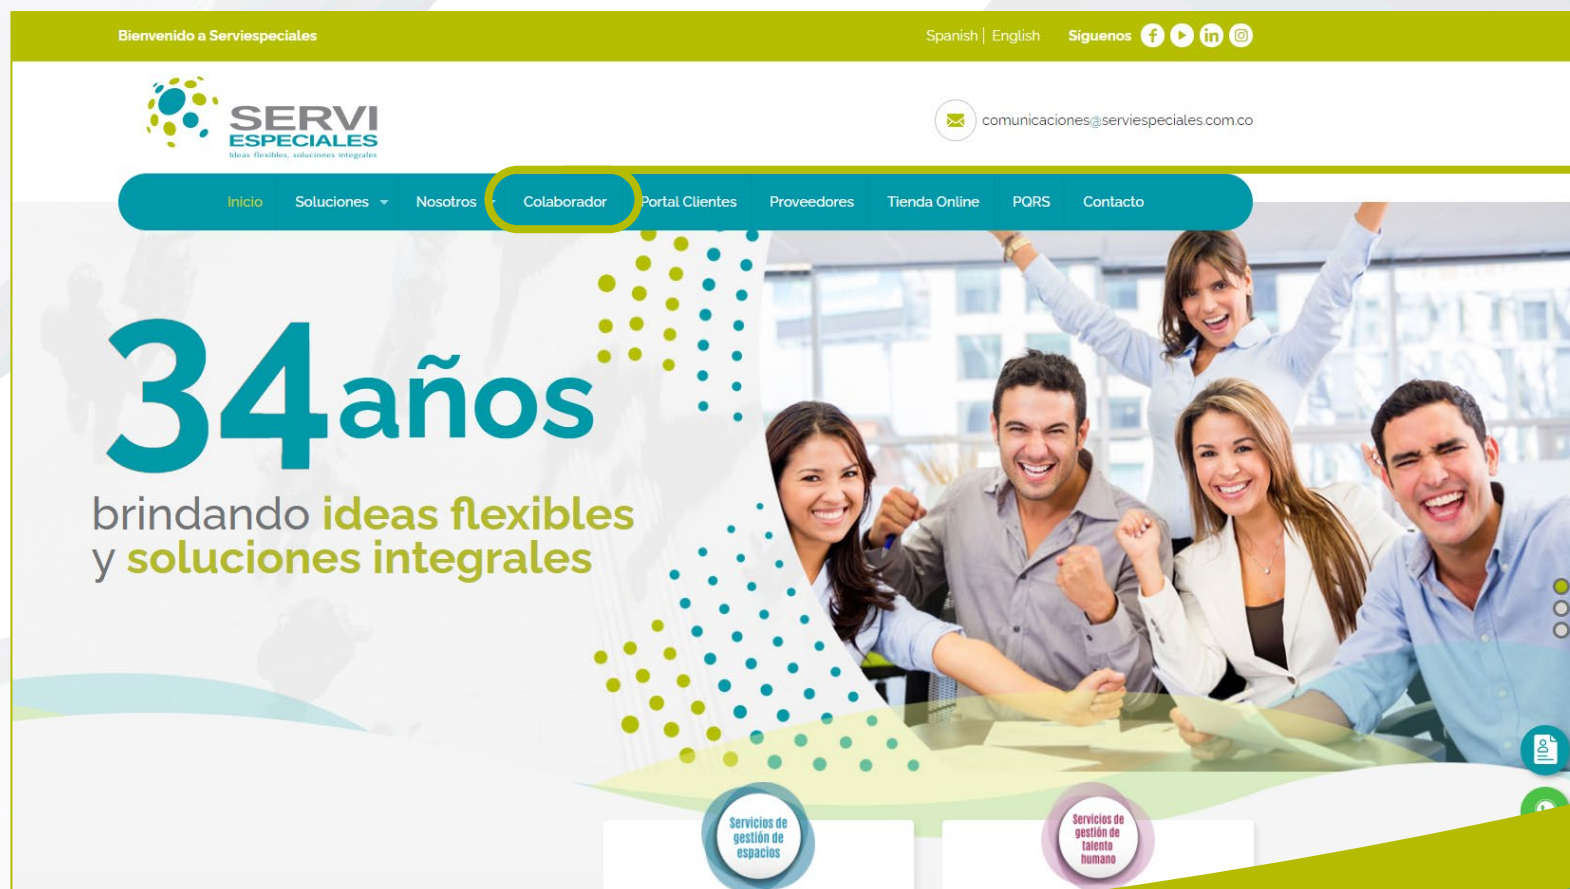 Bienvenido a Serviespeciales
Spanish | English
Síguenos
SERVI
ESPECIALES
Ideas flexibles, soluciones integrales
comunicaciones@serviespeciales.com.co
Inicio
Soluciones
Nosotros
Colaborador
Portal Clientes
Proveedores
Tienda Online
PQRS
Contacto
34 años
brindando ideas flexibles
y soluciones integrales
Servicios de
gestión de
espacios
Servicios de
gestión de
talento
humano